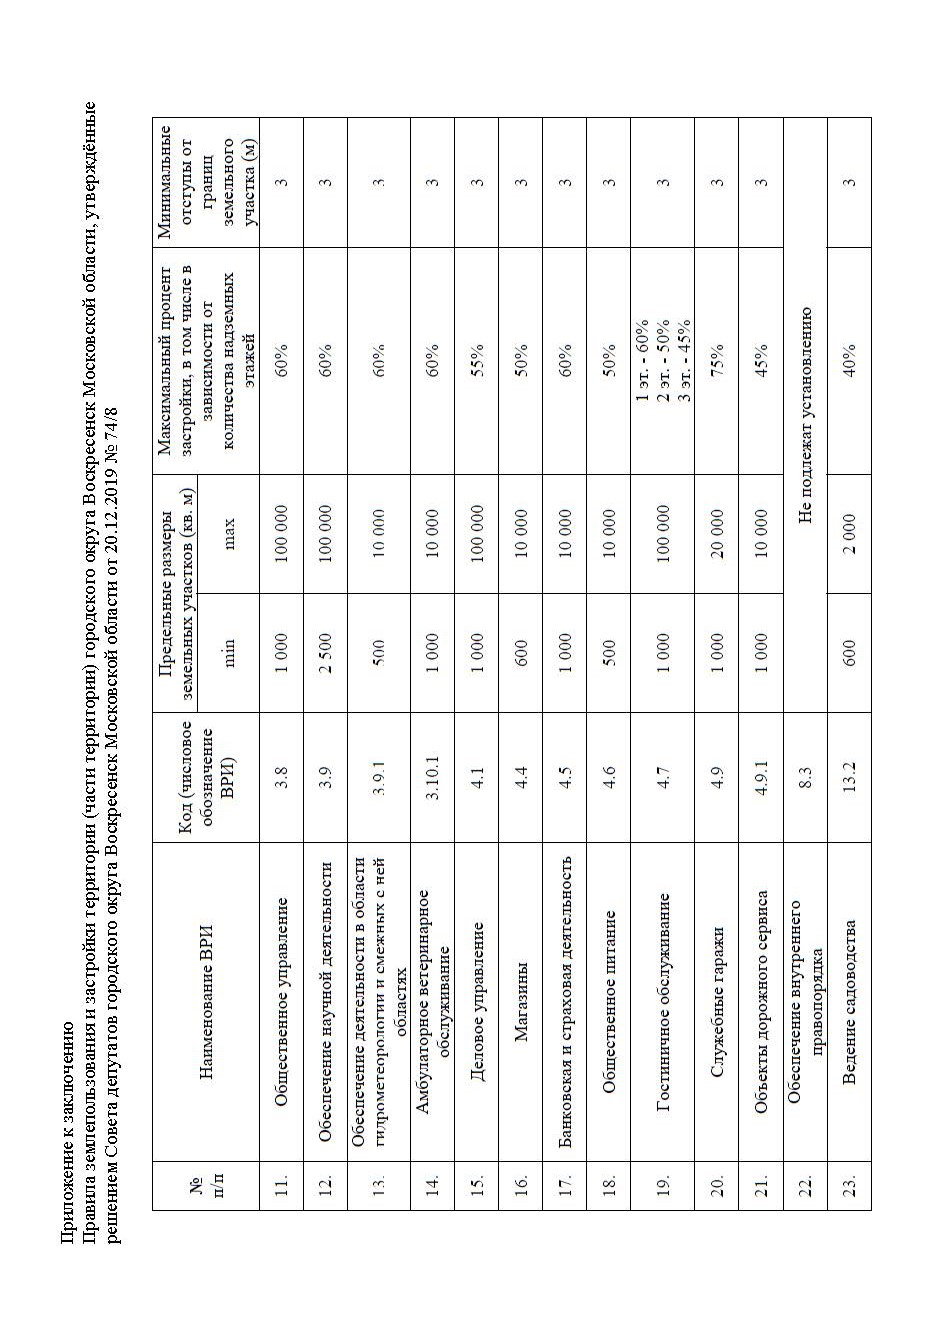 Приложение к заключению
Правила землепользования и застройки территории (части территории) городского округа Воскресенск Московской области, утверждённые
решением Совета депутатов городского округа Воскресенск Московской области от 20.12.2019 № 74/8
№ п/п Наименование ВРИ Код (числовое обозначение ВРИ) Предельные размеры земельных участков (кв. м) Максимальный процент застройки, в том числе в зависимости от количества надземных этажей Минимальные отступы от границ земельного участка (м)
min max
11. Общественное управление 3.8 1 000 100 000 60% 3
12. Обеспечение научной деятельности 3.9 2 500 100 000 60% 3
13. Обеспечение деятельности в области гидрометеорологии и смежных с ней областях 3.9.1 500 10 000 60% 3
14. Амбулаторное ветеринарное обслуживание 3.10.1 1 000 10 000 60% 3
15. Деловое управление 4.1 1 000 100 000 55% 3
16. Магазины 4.4 600 10 000 50% 3
17. Банковская и страховая деятельность 4.5 1 000 10 000 60% 3
18. Общественное питание 4.6 500 10 000 50% 3
19. Гостиничное обслуживание 4.7 1 000 100 000 1 эт. - 60% 2 эт. - 50% 3 эт. - 45% 3
20. Служебные гаражи 4.9 1 000 20 000 75% 3
21. Объекты дорожного сервиса 4.9.1 1 000 10 000 45% 3
22. Обеспечение внутреннего правопорядка 8.3 Не подлежат установлению
23. Ведение садоводства 13.2 600 2 000 40% 3